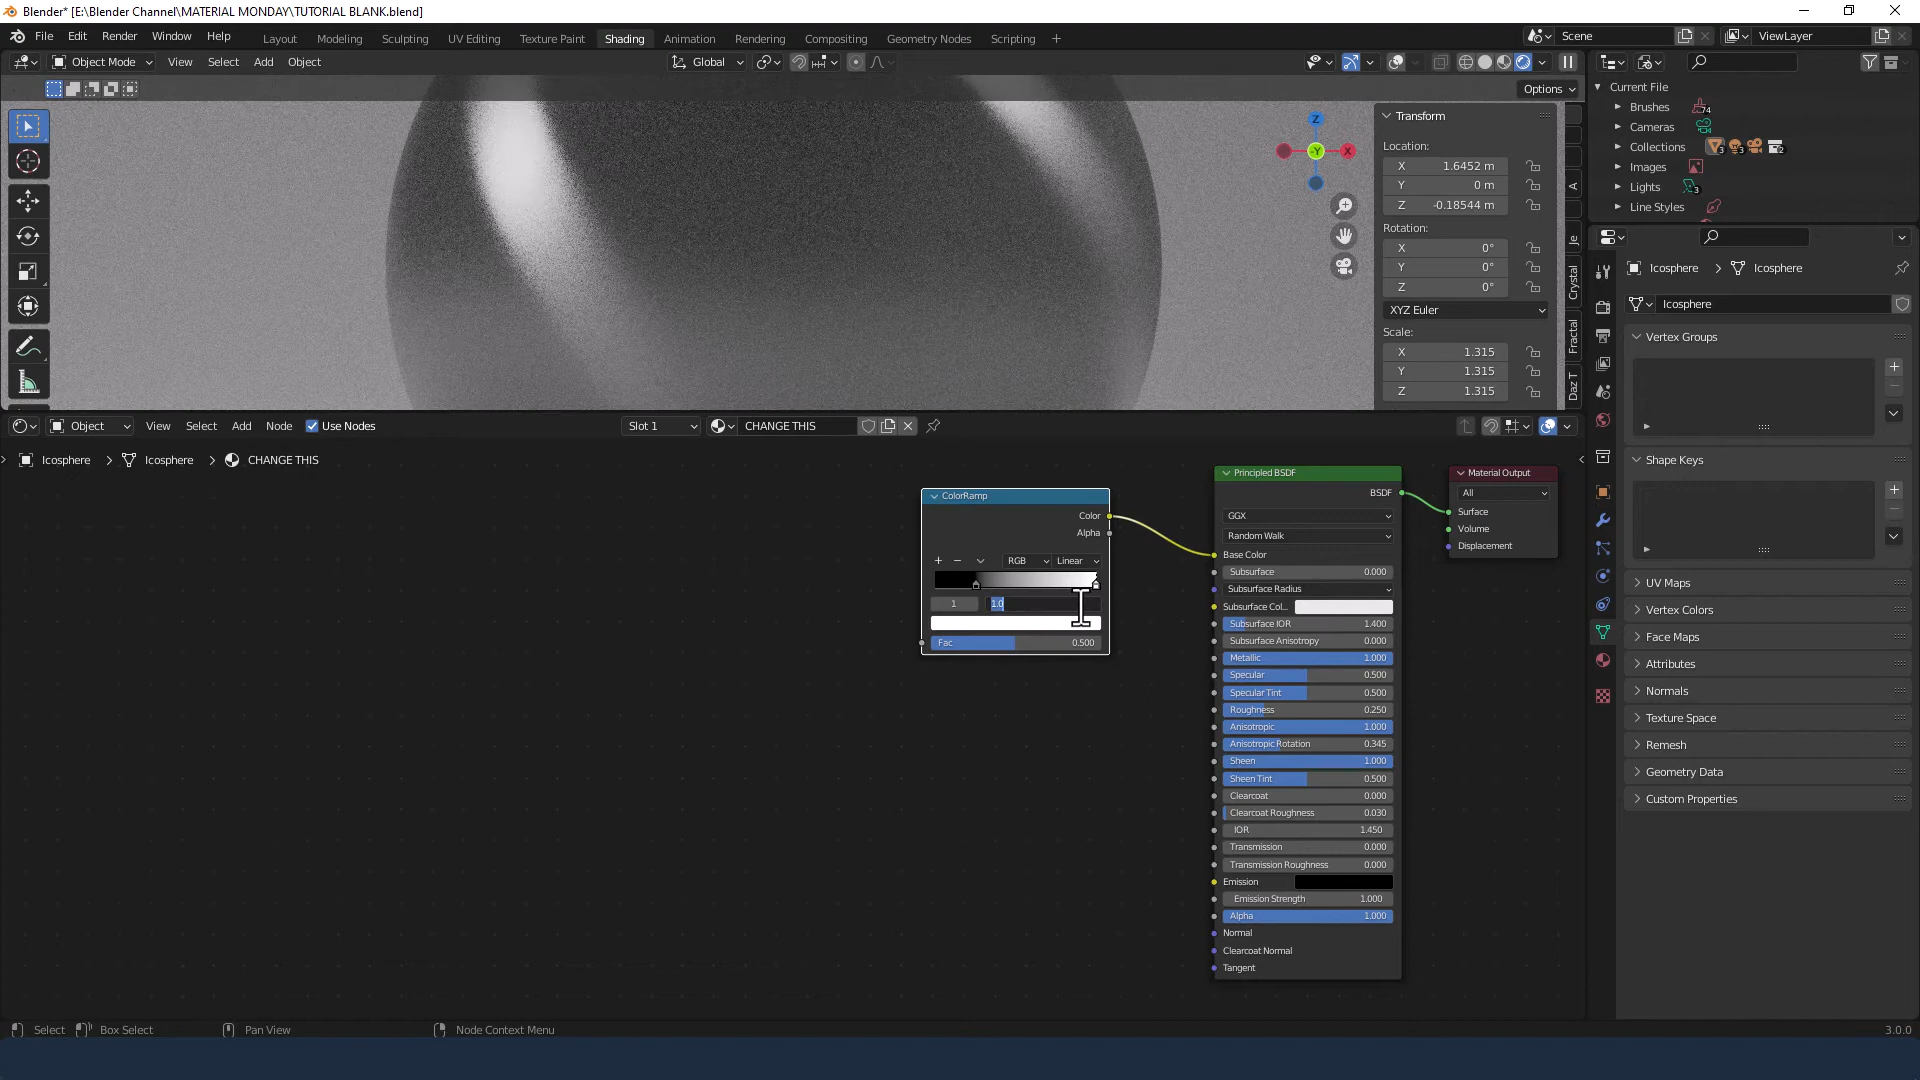 Blender* [E:\Blender Channel\MATERIAL MONDAY\TUTORIAL BLANK.blend]
File Edit Render Window Help Layout Modeling Sculpting UV Editing Texture Paint Shading Animation Rendering Compositing Geometry Nodes Scripting + Scene ViewLayer
Object Mode View Select Add Object Global
Options
Current File
Brushes 74
Cameras
Collections 3 3 2
Images
Lights 3
Line Styles
Transform
Location:
X 1.6452 m
Y 0 m
Z -0.18544 m
Rotation:
X 0°
Y 0°
Z 0°
XYZ Euler
Scale:
X 1.315
Y 1.315
Z 1.315
Z
-Y X
A
Je
Crystal
Fractal
Daz T
Object View Select Add Node Use Nodes Slot 1 CHANGE THIS
Icosphere > Icosphere > CHANGE THIS
ColorRamp
Color
Alpha
+ − RGB Linear
1 1.0
Fac 0.500
Principled BSDF
BSDF
GGX
Random Walk
Base Color
Subsurface 0.000
Subsurface Radius
Subsurface Col...
Subsurface IOR 1.400
Subsurface Anisotropy 0.000
Metallic 1.000
Specular 0.500
Specular Tint 0.500
Roughness 0.250
Anisotropic 1.000
Anisotropic Rotation 0.345
Sheen 1.000
Sheen Tint 0.500
Clearcoat 0.000
Clearcoat Roughness 0.030
IOR 1.450
Transmission 0.000
Transmission Roughness 0.000
Emission
Emission Strength 1.000
Alpha 1.000
Normal
Clearcoat Normal
Tangent
Material Output
All
Surface
Volume
Displacement
Icosphere > Icosphere
Icosphere
Vertex Groups
Shape Keys
UV Maps
Vertex Colors
Face Maps
Attributes
Normals
Texture Space
Remesh
Geometry Data
Custom Properties
Select Box Select Pan View Node Context Menu 3.0.0